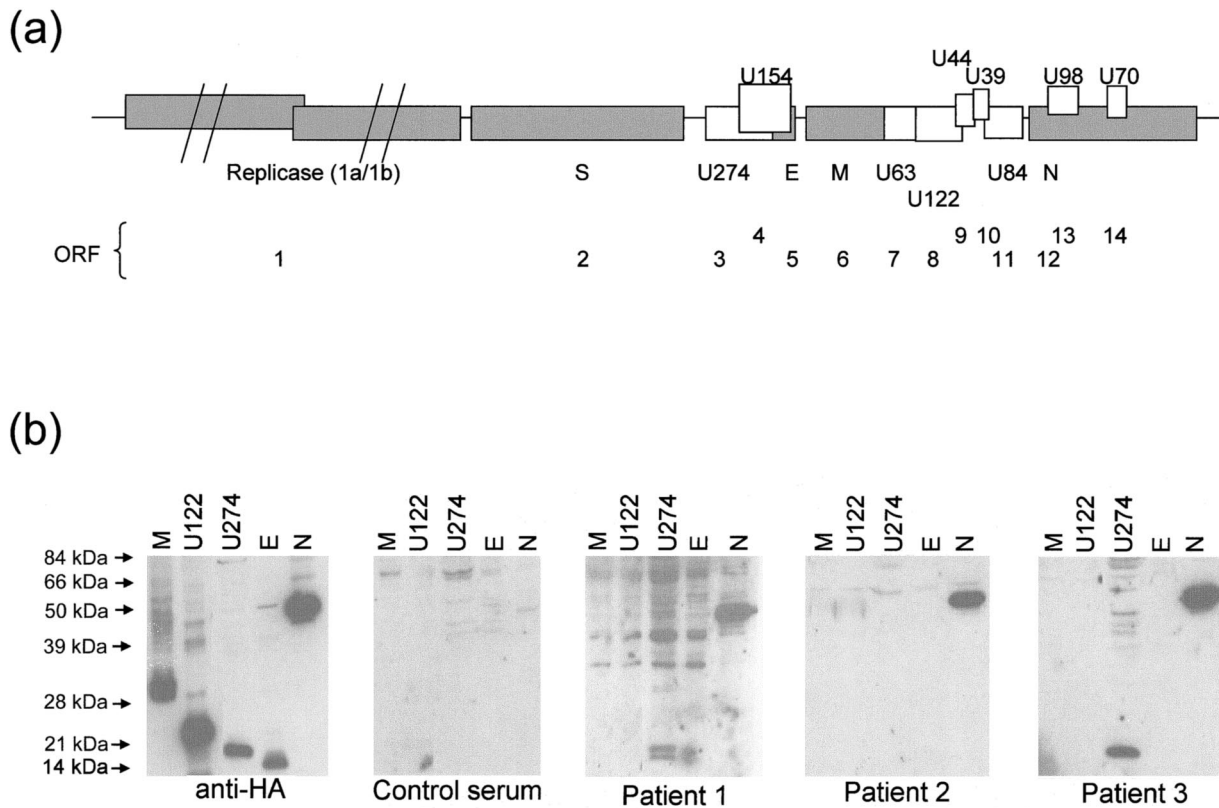 (a)
U154 U44 U39 U98 U70
Replicase (1a/1b) S U274 E M U63 U122 U84 N
ORF
4 9 10 13 14
1 2 3 5 6 7 8 11 12
(b)
M U122 U274 E N
M U122 U274 E N
M U122 U274 E N
M U122 U274 E N
M U122 U274 E N
84 kDa
66 kDa
50 kDa
39 kDa
28 kDa
21 kDa
14 kDa
anti-HA Control serum Patient 1 Patient 2 Patient 3